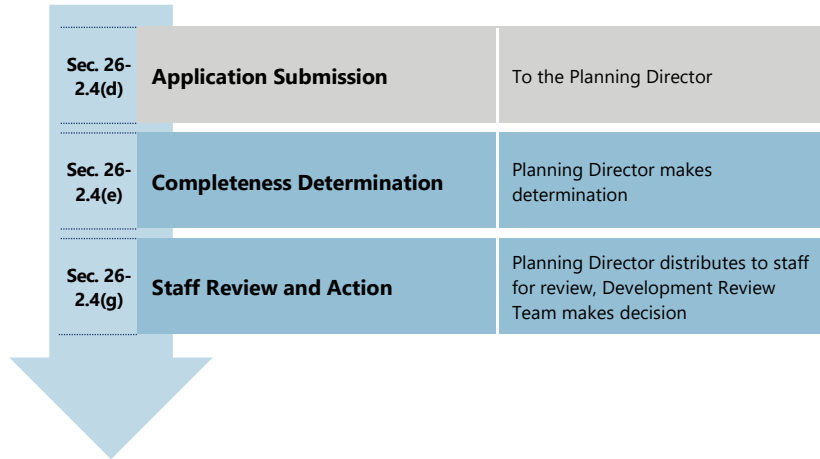 Sec. 26-
2.4(d)
Application Submission
To the Planning Director
Sec. 26-
2.4(e)
Completeness Determination
Planning Director makes
determination
Sec. 26-
2.4(g)
Staff Review and Action
Planning Director distributes to staff
for review, Development Review
Team makes decision